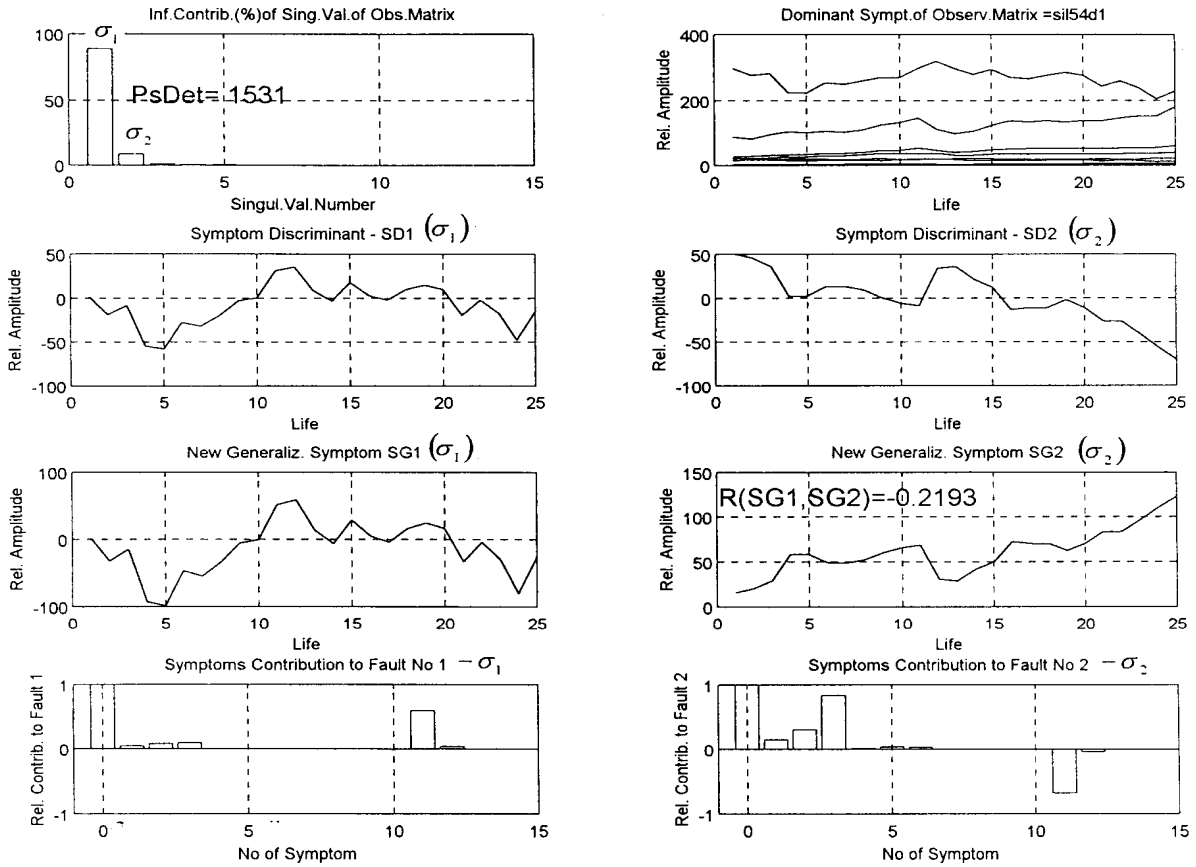 Inf.Contrib.(%)of Sing.Val.of Obs.Matrix
σ1
PsDet= 1531
σ2
100
50
0
0 5 10 15
Singul.Val.Number
Dominant Sympt.of Observ.Matrix =sil54d1
Rel. Amplitude
400
200
0
0 5 10 15 20 25
Life
Symptom Discriminant - SD1 (σ1)
Rel. Amplitude
50
0
-50
-100
0 5 10 15 20 25
Life
Symptom Discriminant - SD2 (σ2)
Rel. Amplitude
50
0
-50
-100
0 5 10 15 20 25
Life
New Generaliz. Symptom SG1 (σ1)
Rel. Amplitude
100
0
-100
0 5 10 15 20 25
Life
New Generaliz. Symptom SG2 (σ2)
R(SG1,SG2)=-0.2193
Rel. Amplitude
150
100
50
0
0 5 10 15 20 25
Life
Symptoms Contribution to Fault No 1 - σ1
Rel. Contrib. to Fault 1
1
0
-1
0 5 10 15
No of Symptom
Symptoms Contribution to Fault No 2 - σ2
Rel. Contrib. to Fault 2
1
0
-1
0 5 10 15
No of Symptom